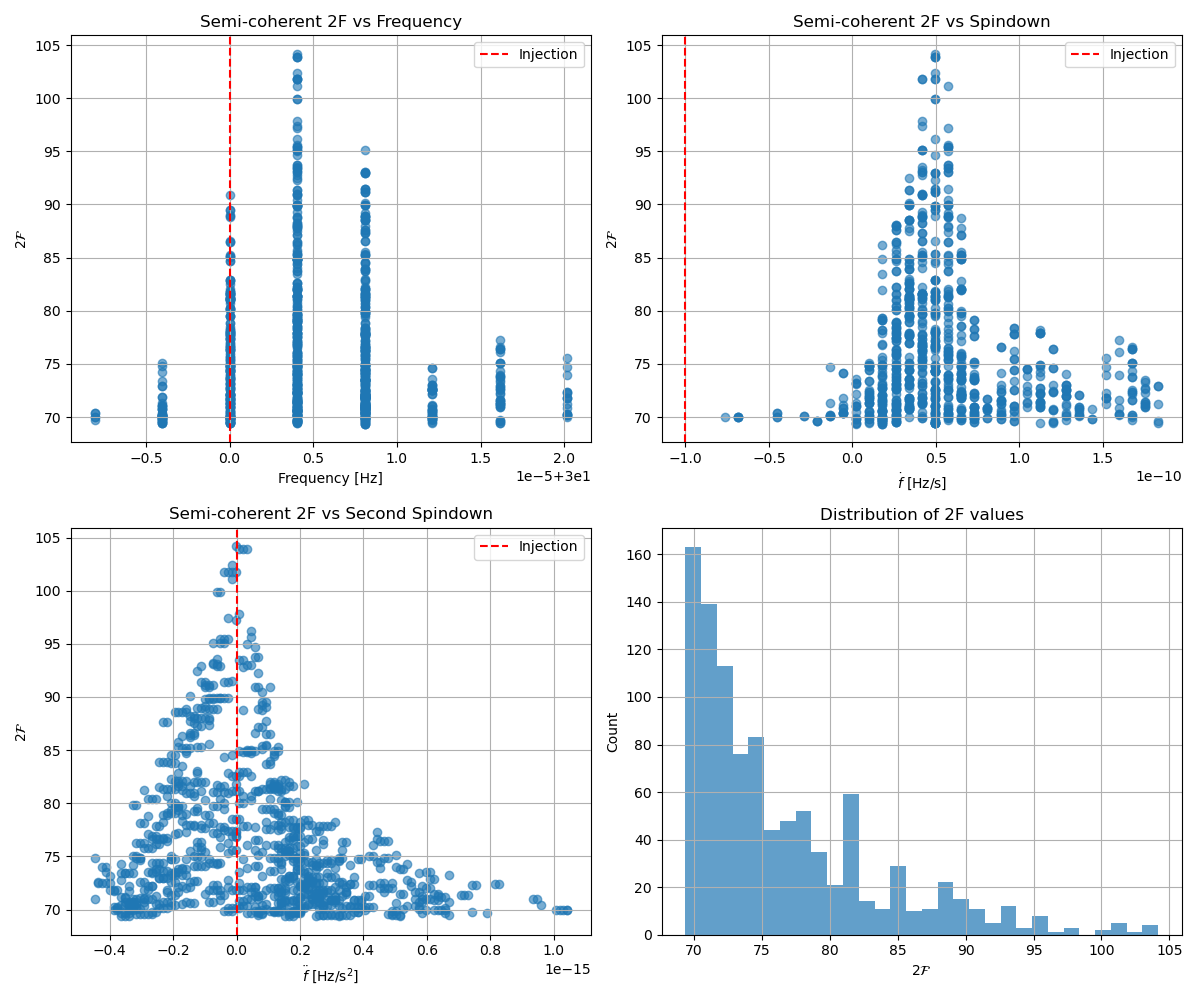 Semi-coherent 2F vs Frequency
105
100
95
90
85
80
75
70
2ℱ
Injection
−0.5 0.0 0.5 1.0 1.5 2.0
Frequency [Hz]
1e−5+3e1
Semi-coherent 2F vs Spindown
105
100
95
90
85
80
75
70
2ℱ
Injection
−1.0 −0.5 0.0 0.5 1.0 1.5
ḟ [Hz/s]
1e−10
Semi-coherent 2F vs Second Spindown
105
100
95
90
85
80
75
70
2ℱ
Injection
−0.4 −0.2 0.0 0.2 0.4 0.6 0.8 1.0
f̈ [Hz/s²]
1e−15
Distribution of 2F values
160
140
120
100
80
60
40
20
0
Count
70 75 80 85 90 95 100 105
2ℱ